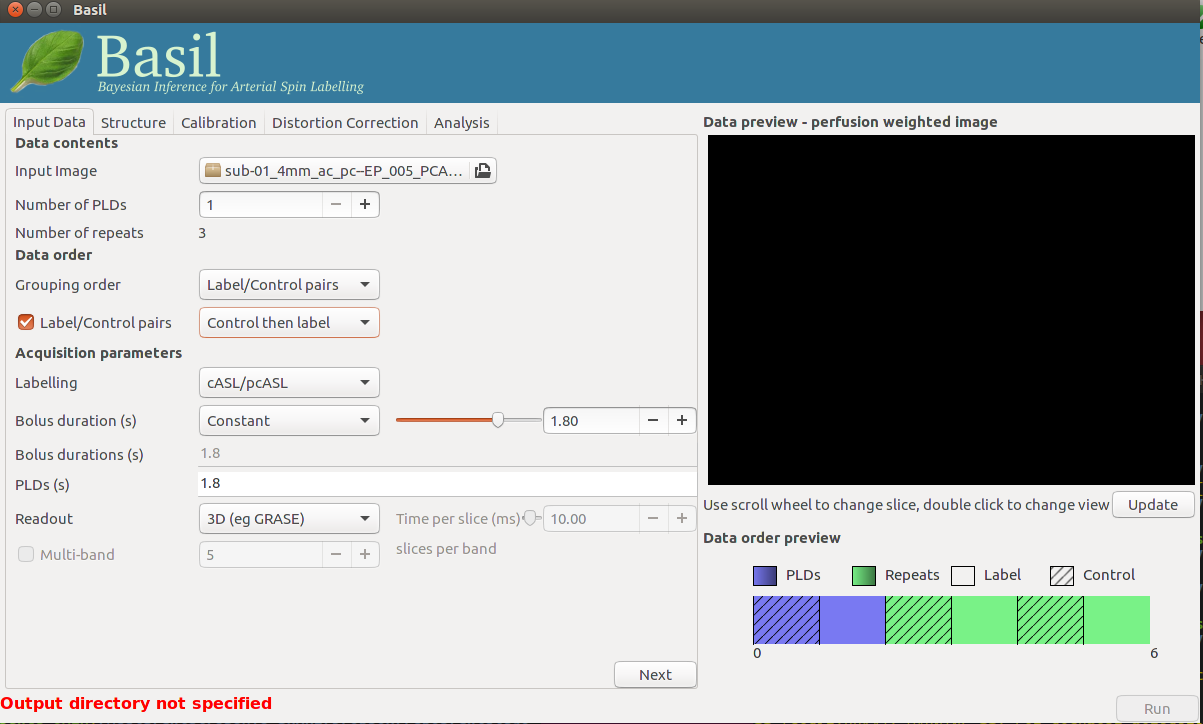 Basil
Basil
Bayesian Inference for Arterial Spin Labelling
Input Data Structure Calibration Distortion Correction Analysis
Data contents
Input Image sub-01_4mm_ac_pc--EP_005_PCA...
Number of PLDs 1 − +
Number of repeats 3
Data order
Grouping order Label/Control pairs
Label/Control pairs Control then label
Acquisition parameters
Labelling cASL/pcASL
Bolus duration (s) Constant 1.80 − +
Bolus durations (s) 1.8
PLDs (s) 1.8
Readout 3D (eg GRASE) Time per slice (ms) 10.00 − +
Multi-band 5 − + slices per band
Next
Data preview - perfusion weighted image
Use scroll wheel to change slice, double click to change view Update
Data order preview
PLDs Repeats Label Control
0 6
Output directory not specified
Run